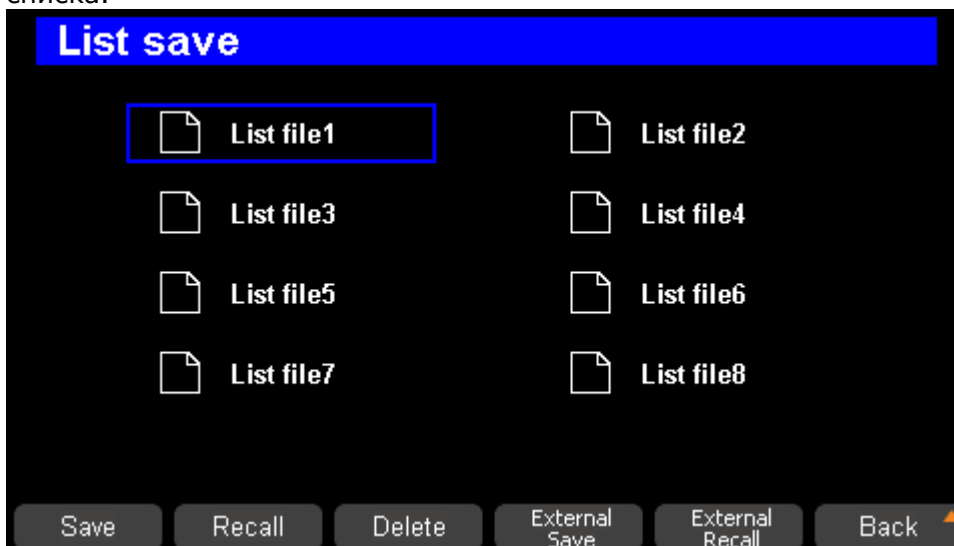 списка.
List save
List file1 List file2
List file3 List file4
List file5 List file6
List file7 List file8
Save Recall Delete External Save External Recall Back